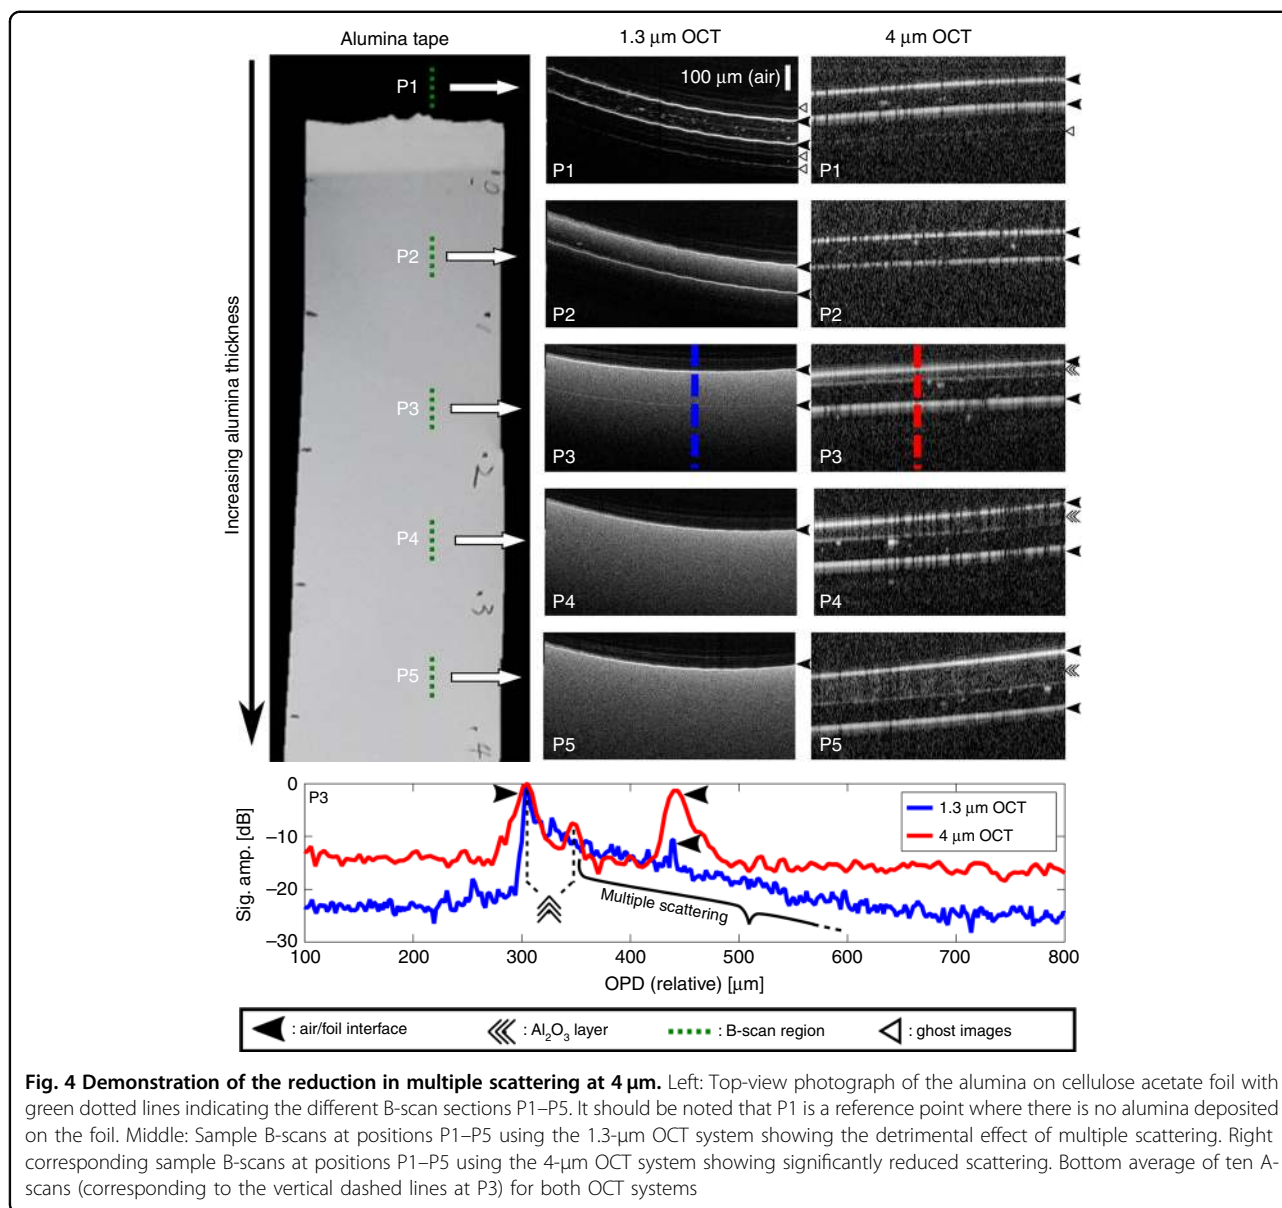 Alumina tape
1.3 μm OCT
4 μm OCT
Increasing alumina thickness
P1
P2
P3
P4
P5
0
1
.2
.3
.4
100 μm (air)
P1
P1
P2
P2
P3
P3
P4
P4
P5
P5
P3
Sig. amp. [dB]
0
−10
−20
−30
1.3 μm OCT
4 μm OCT
Multiple scattering
100 200 300 400 500 600 700 800
OPD (relative) [μm]
: air/foil interface : Al₂O₃ layer : B-scan region : ghost images
Fig. 4 Demonstration of the reduction in multiple scattering at 4 μm. Left: Top-view photograph of the alumina on cellulose acetate foil with
green dotted lines indicating the different B-scan sections P1–P5. It should be noted that P1 is a reference point where there is no alumina deposited
on the foil. Middle: Sample B-scans at positions P1–P5 using the 1.3-μm OCT system showing the detrimental effect of multiple scattering. Right
corresponding sample B-scans at positions P1–P5 using the 4-μm OCT system showing significantly reduced scattering. Bottom average of ten A-
scans (corresponding to the vertical dashed lines at P3) for both OCT systems